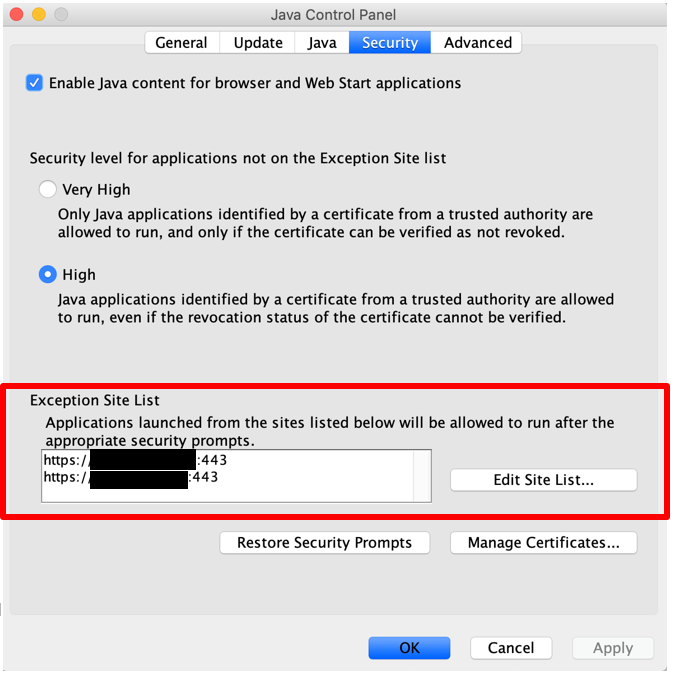 Java Control Panel
General Update Java Security Advanced
Enable Java content for browser and Web Start applications
Security level for applications not on the Exception Site list
Very High
Only Java applications identified by a certificate from a trusted authority are
allowed to run, and only if the certificate can be verified as not revoked.
High
Java applications identified by a certificate from a trusted authority are allowed
to run, even if the revocation status of the certificate cannot be verified.
Exception Site List
Applications launched from the sites listed below will be allowed to run after the
appropriate security prompts.
https:/ :443
https:/ :443
Edit Site List...
Restore Security Prompts Manage Certificates...
OK Cancel Apply